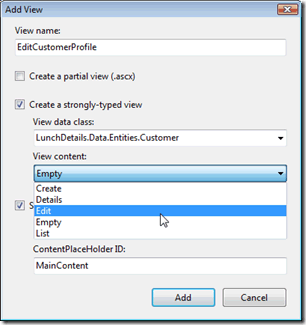 Add View
View name:
EditCustomerProfile
Create a partial view (.ascx)
Create a strongly-typed view
View data class:
LunchDetails.Data.Entities.Customer
View content:
Empty
Create
Details
Edit
Empty
List
S
ContentPlaceHolder ID:
MainContent
Add Cancel